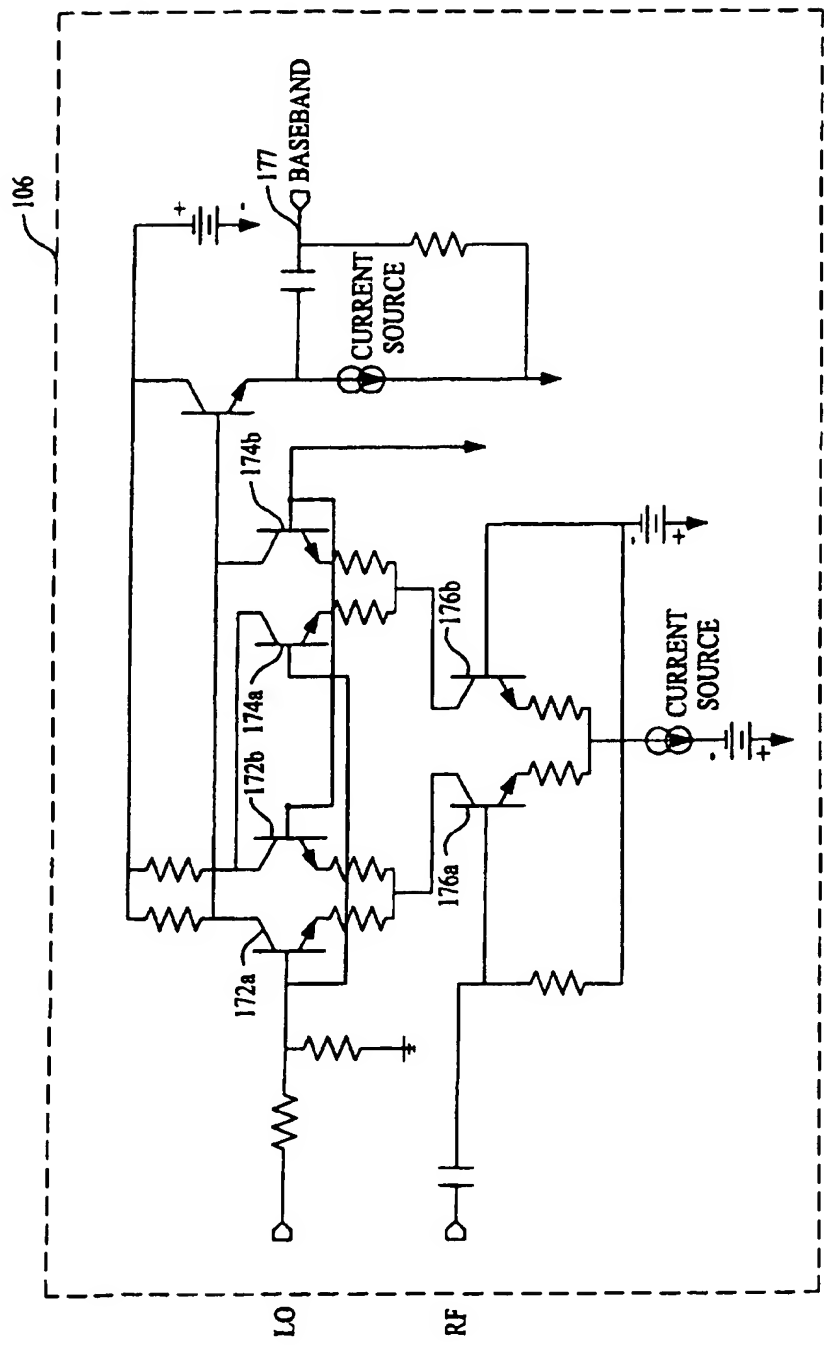 106
177
BASEBAND
CURRENT
SOURCE
174b
174a
172b
172a
176b
176a
CURRENT
SOURCE
LO
RF
+
-
-
+
-
+